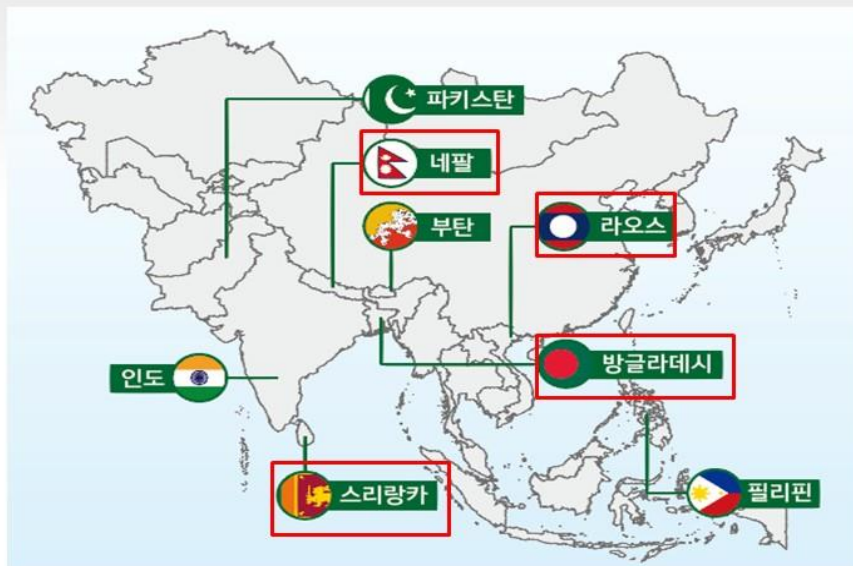 파키스탄
네팔
부탄
라오스
방글라데시
인도
스리랑카
필리핀